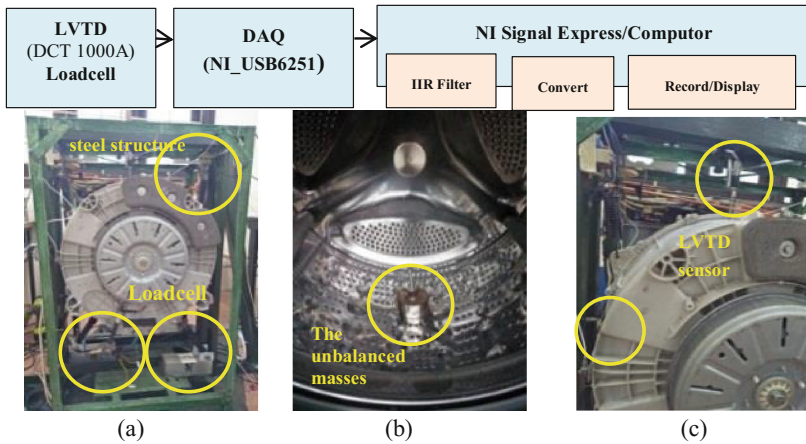 LVTD
(DCT 1000A)
Loadcell
DAQ
(NI_USB6251)
NI Signal Express/Computor
IIR Filter
Convert
Record/Display
steel structure
Loadcell
The
unbalanced
masses
LVTD
sensor
(a)
(b)
(c)